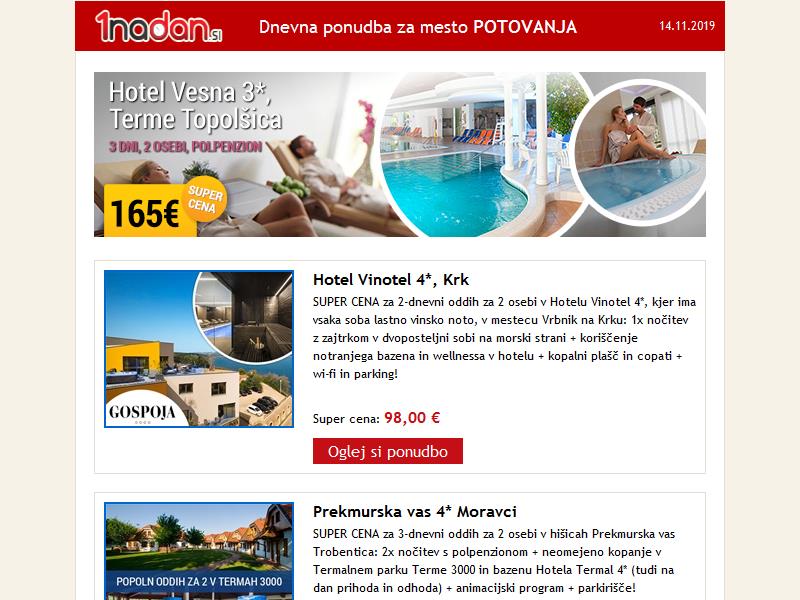 1nadan.si
Dnevna ponudba za mesto POTOVANJA
14.11.2019
Hotel Vesna 3*,
Terme Topolšica
3 DNI, 2 OSEBI, POLPENZION
165€
SUPER
CENA
Hotel Vinotel 4*, Krk
SUPER CENA za 2-dnevni oddih za 2 osebi v Hotelu Vinotel 4*, kjer ima
vsaka soba lastno vinsko noto, v mestecu Vrbnik na Krku: 1x nočitev
z zajtrkom v dvoposteljni sobi na morski strani + koriščenje
notranjega bazena in wellnessa v hotelu + kopalni plašč in copati +
wi-fi in parking!
GOSPOJA
Super cena: 98,00 €
Oglej si ponudbo
Prekmurska vas 4* Moravci
SUPER CENA za 3-dnevni oddih za 2 osebi v hišicah Prekmurska vas
Trobentica: 2x nočitev s polpenzionom + neomejeno kopanje v
Termalnem parku Terme 3000 in bazenu Hotela Termal 4* (tudi na
dan prihoda in odhoda) + animacijski program + parkirišče!
POPOLN ODDIH ZA 2 V TERMAH 3000